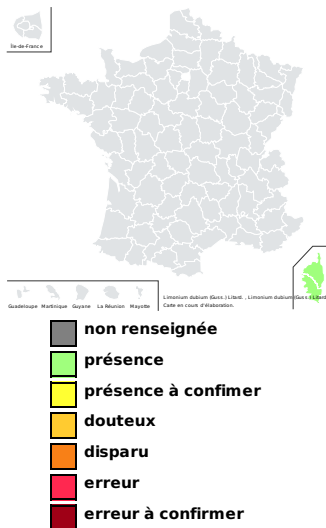 Île-de-France
Guadeloupe Martinique Guyane La Réunion Mayotte
Limonium dubium (Guss.) Litard. , Limonium dubium (Guss.) Litard
Carte en cours d'élaboration.
non renseignée
présence
présence à confimer
douteux
disparu
erreur
erreur à confirmer